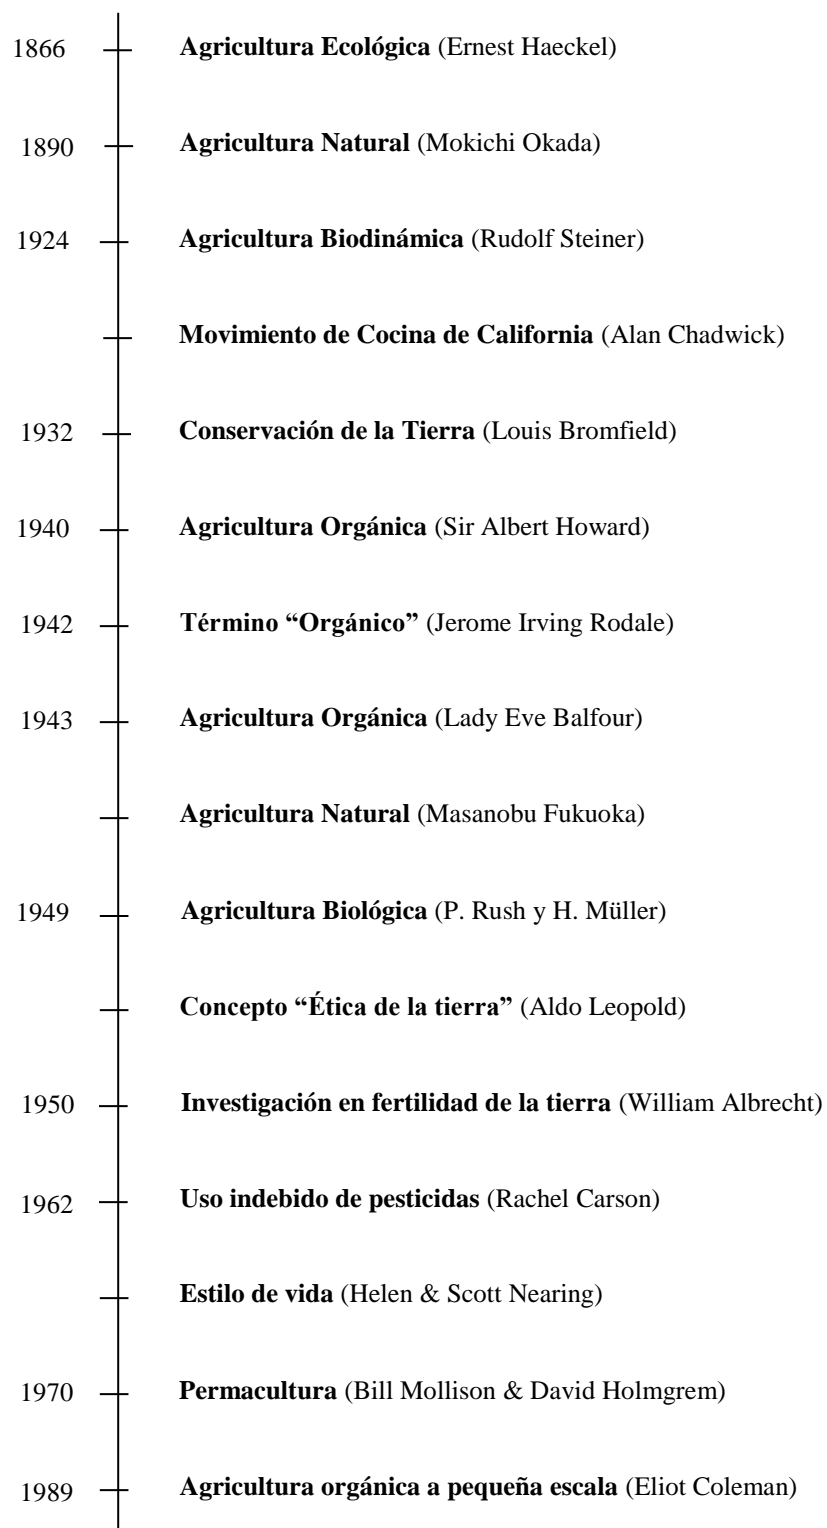 1866 Agricultura Ecológica (Ernest Haeckel)
1890 Agricultura Natural (Mokichi Okada)
1924 Agricultura Biodinámica (Rudolf Steiner)
Movimiento de Cocina de California (Alan Chadwick)
1932 Conservación de la Tierra (Louis Bromfield)
1940 Agricultura Orgánica (Sir Albert Howard)
1942 Término “Orgánico” (Jerome Irving Rodale)
1943 Agricultura Orgánica (Lady Eve Balfour)
Agricultura Natural (Masanobu Fukuoka)
1949 Agricultura Biológica (P. Rush y H. Müller)
Concepto “Ética de la tierra” (Aldo Leopold)
1950 Investigación en fertilidad de la tierra (William Albrecht)
1962 Uso indebido de pesticidas (Rachel Carson)
Estilo de vida (Helen & Scott Nearing)
1970 Permacultura (Bill Mollison & David Holmgrem)
1989 Agricultura orgánica a pequeña escala (Eliot Coleman)